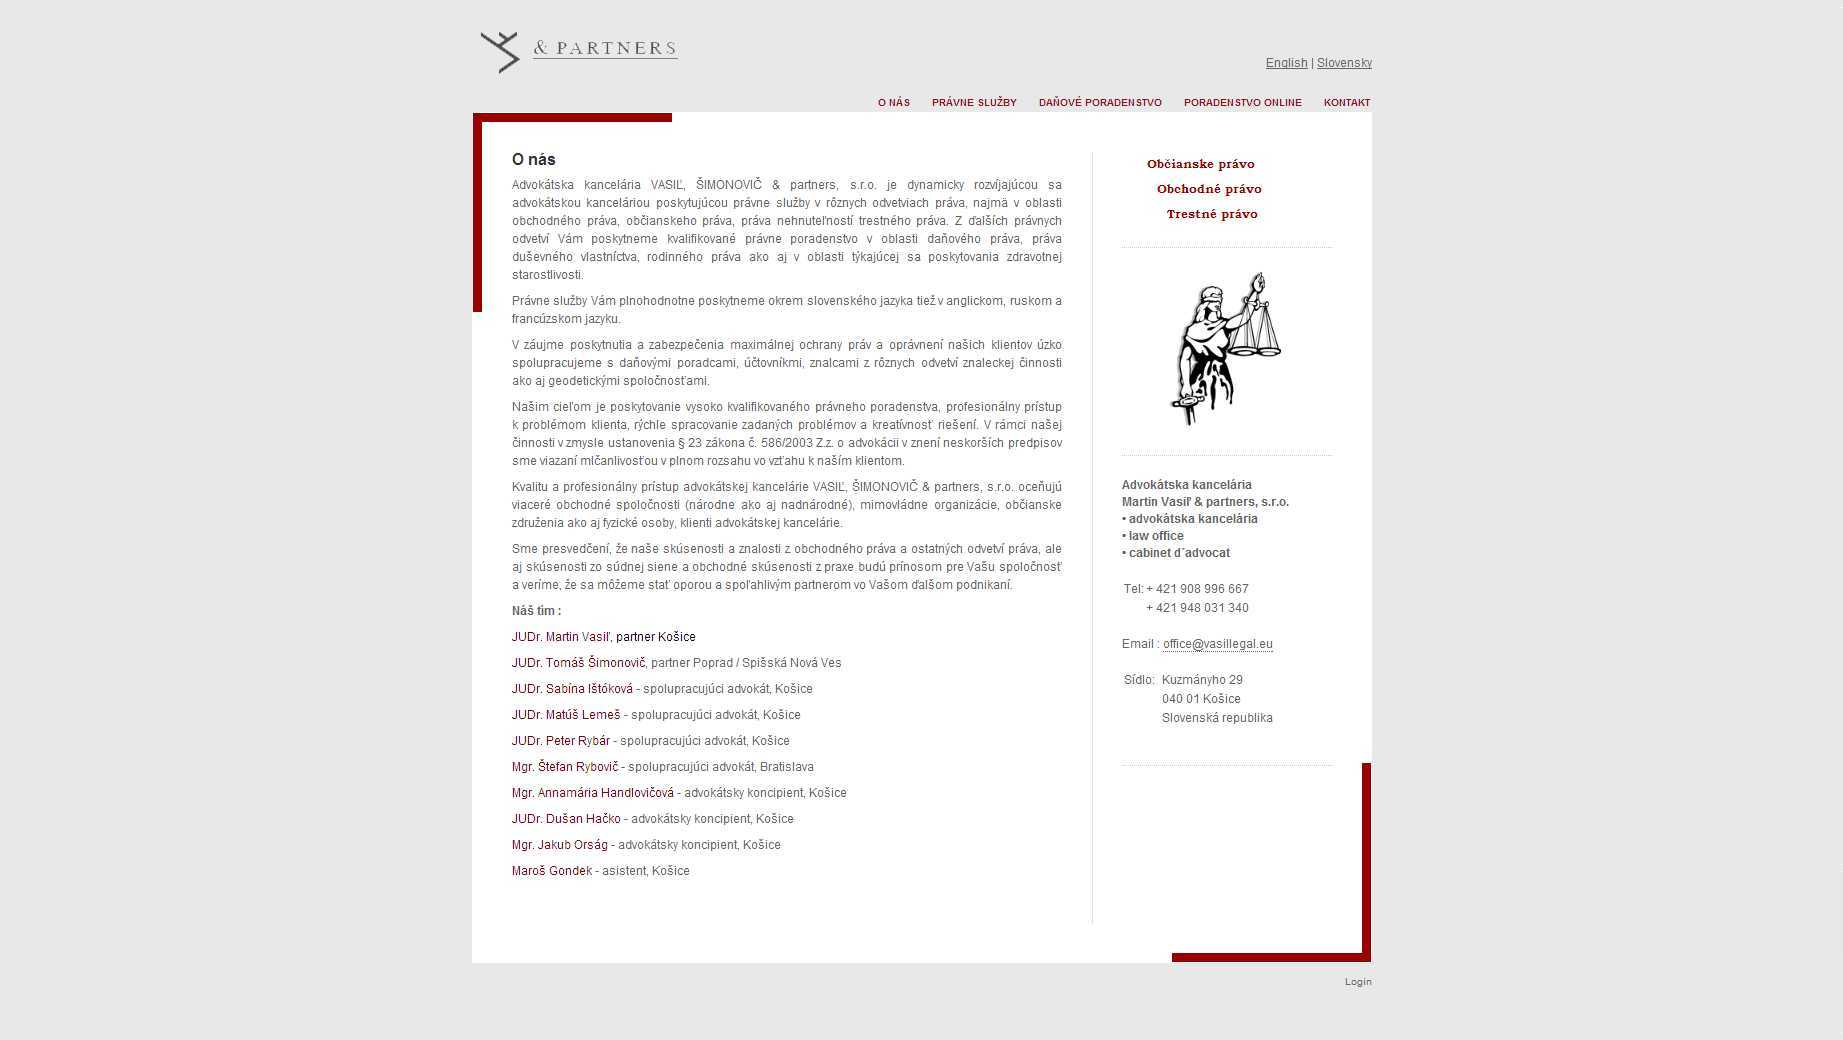 & PARTNERS
English | Slovensky
O NÁS PRÁVNE SLUŽBY DAŇOVÉ PORADENSTVO PORADENSTVO ONLINE KONTAKT
O nás
Advokátska kancelária VASIĽ, ŠIMONOVIČ & partners, s.r.o. je dynamicky rozvíjajúcou sa
advokátskou kanceláriou poskytujúcou právne služby v rôznych odvetviach práva, najmä v oblasti
obchodného práva, občianskeho práva, práva nehnuteľností trestného práva. Z ďalších právnych
odvetví Vám poskytneme kvalifikované právne poradenstvo v oblasti daňového práva, práva
duševného vlastníctva, rodinného práva ako aj v oblasti týkajúcej sa poskytovania zdravotnej
starostlivosti.
Právne služby Vám plnohodnotne poskytneme okrem slovenského jazyka tiež v anglickom, ruskom a
francúzskom jazyku.
V záujme poskytnutia a zabezpečenia maximálnej ochrany práv a oprávnení našich klientov úzko
spolupracujeme s daňovými poradcami, účtovníkmi, znalcami z rôznych odvetví znaleckej činnosti
ako aj geodetickými spoločnosťami.
Našim cieľom je poskytovanie vysoko kvalifikovaného právneho poradenstva, profesionálny prístup
k problémom klienta, rýchle spracovanie zadaných problémov a kreatívnosť riešení. V rámci našej
činnosti v zmysle ustanovenia § 23 zákona č. 586/2003 Z.z. o advokácii v znení neskorších predpisov
sme viazaní mlčanlivosťou v plnom rozsahu vo vzťahu k naším klientom.
Kvalitu a profesionálny prístup advokátskej kancelárie VASIĽ, ŠIMONOVIČ & partners, s.r.o. oceňujú
viaceré obchodné spoločnosti (národne ako aj nadnárodné), mimovládne organizácie, občianske
združenia ako aj fyzické osoby, klienti advokátskej kancelárie.
Sme presvedčení, že naše skúsenosti a znalosti z obchodného práva a ostatných odvetví práva, ale
aj skúsenosti zo súdnej siene a obchodné skúsenosti z praxe budú prínosom pre Vašu spoločnosť
a veríme, že sa môžeme stať oporou a spoľahlivým partnerom vo Vašom ďalšom podnikaní.
Náš tím :
JUDr. Martin Vasiľ, partner Košice
JUDr. Tomáš Šimonovič, partner Poprad / Spišská Nová Ves
JUDr. Sabína Ištóková - spolupracujúci advokát, Košice
JUDr. Matúš Lemeš - spolupracujúci advokát, Košice
JUDr. Peter Rybár - spolupracujúci advokát, Košice
Mgr. Štefan Rybovič - spolupracujúci advokát, Bratislava
Mgr. Annamária Handlovičová - advokátsky koncipient, Košice
JUDr. Dušan Hačko - advokátsky koncipient, Košice
Mgr. Jakub Orság - advokátsky koncipient, Košice
Maroš Gondek - asistent, Košice
Občianske právo
Obchodné právo
Trestné právo
Advokátska kancelária
Martin Vasiľ & partners, s.r.o.
• advokátska kancelária
• law office
• cabinet d´advocat
Tel: + 421 908 996 667
+ 421 948 031 340
Email : office@vasillegal.eu
Sídlo: Kuzmányho 29
040 01 Košice
Slovenská republika
Login